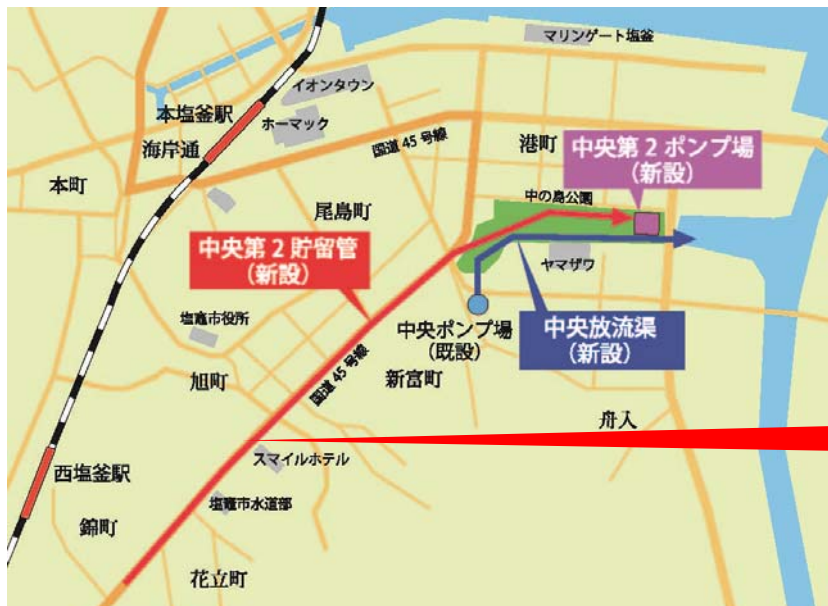 マリンゲート塩釜
イオンタウン
本塩釜駅
ホーマック
海岸通
国道45号線
港町
中央第2ポンプ場
(新設)
本町
中の島公園
尾島町
中央第2貯留管
(新設)
ヤマザワ
塩竈市役所
中央ポンプ場
(既設)
中央放流渠
(新設)
国道45号線
旭町
新富町
舟入
スマイルホテル
西塩釜駅
塩竈市水道部
錦町
花立町